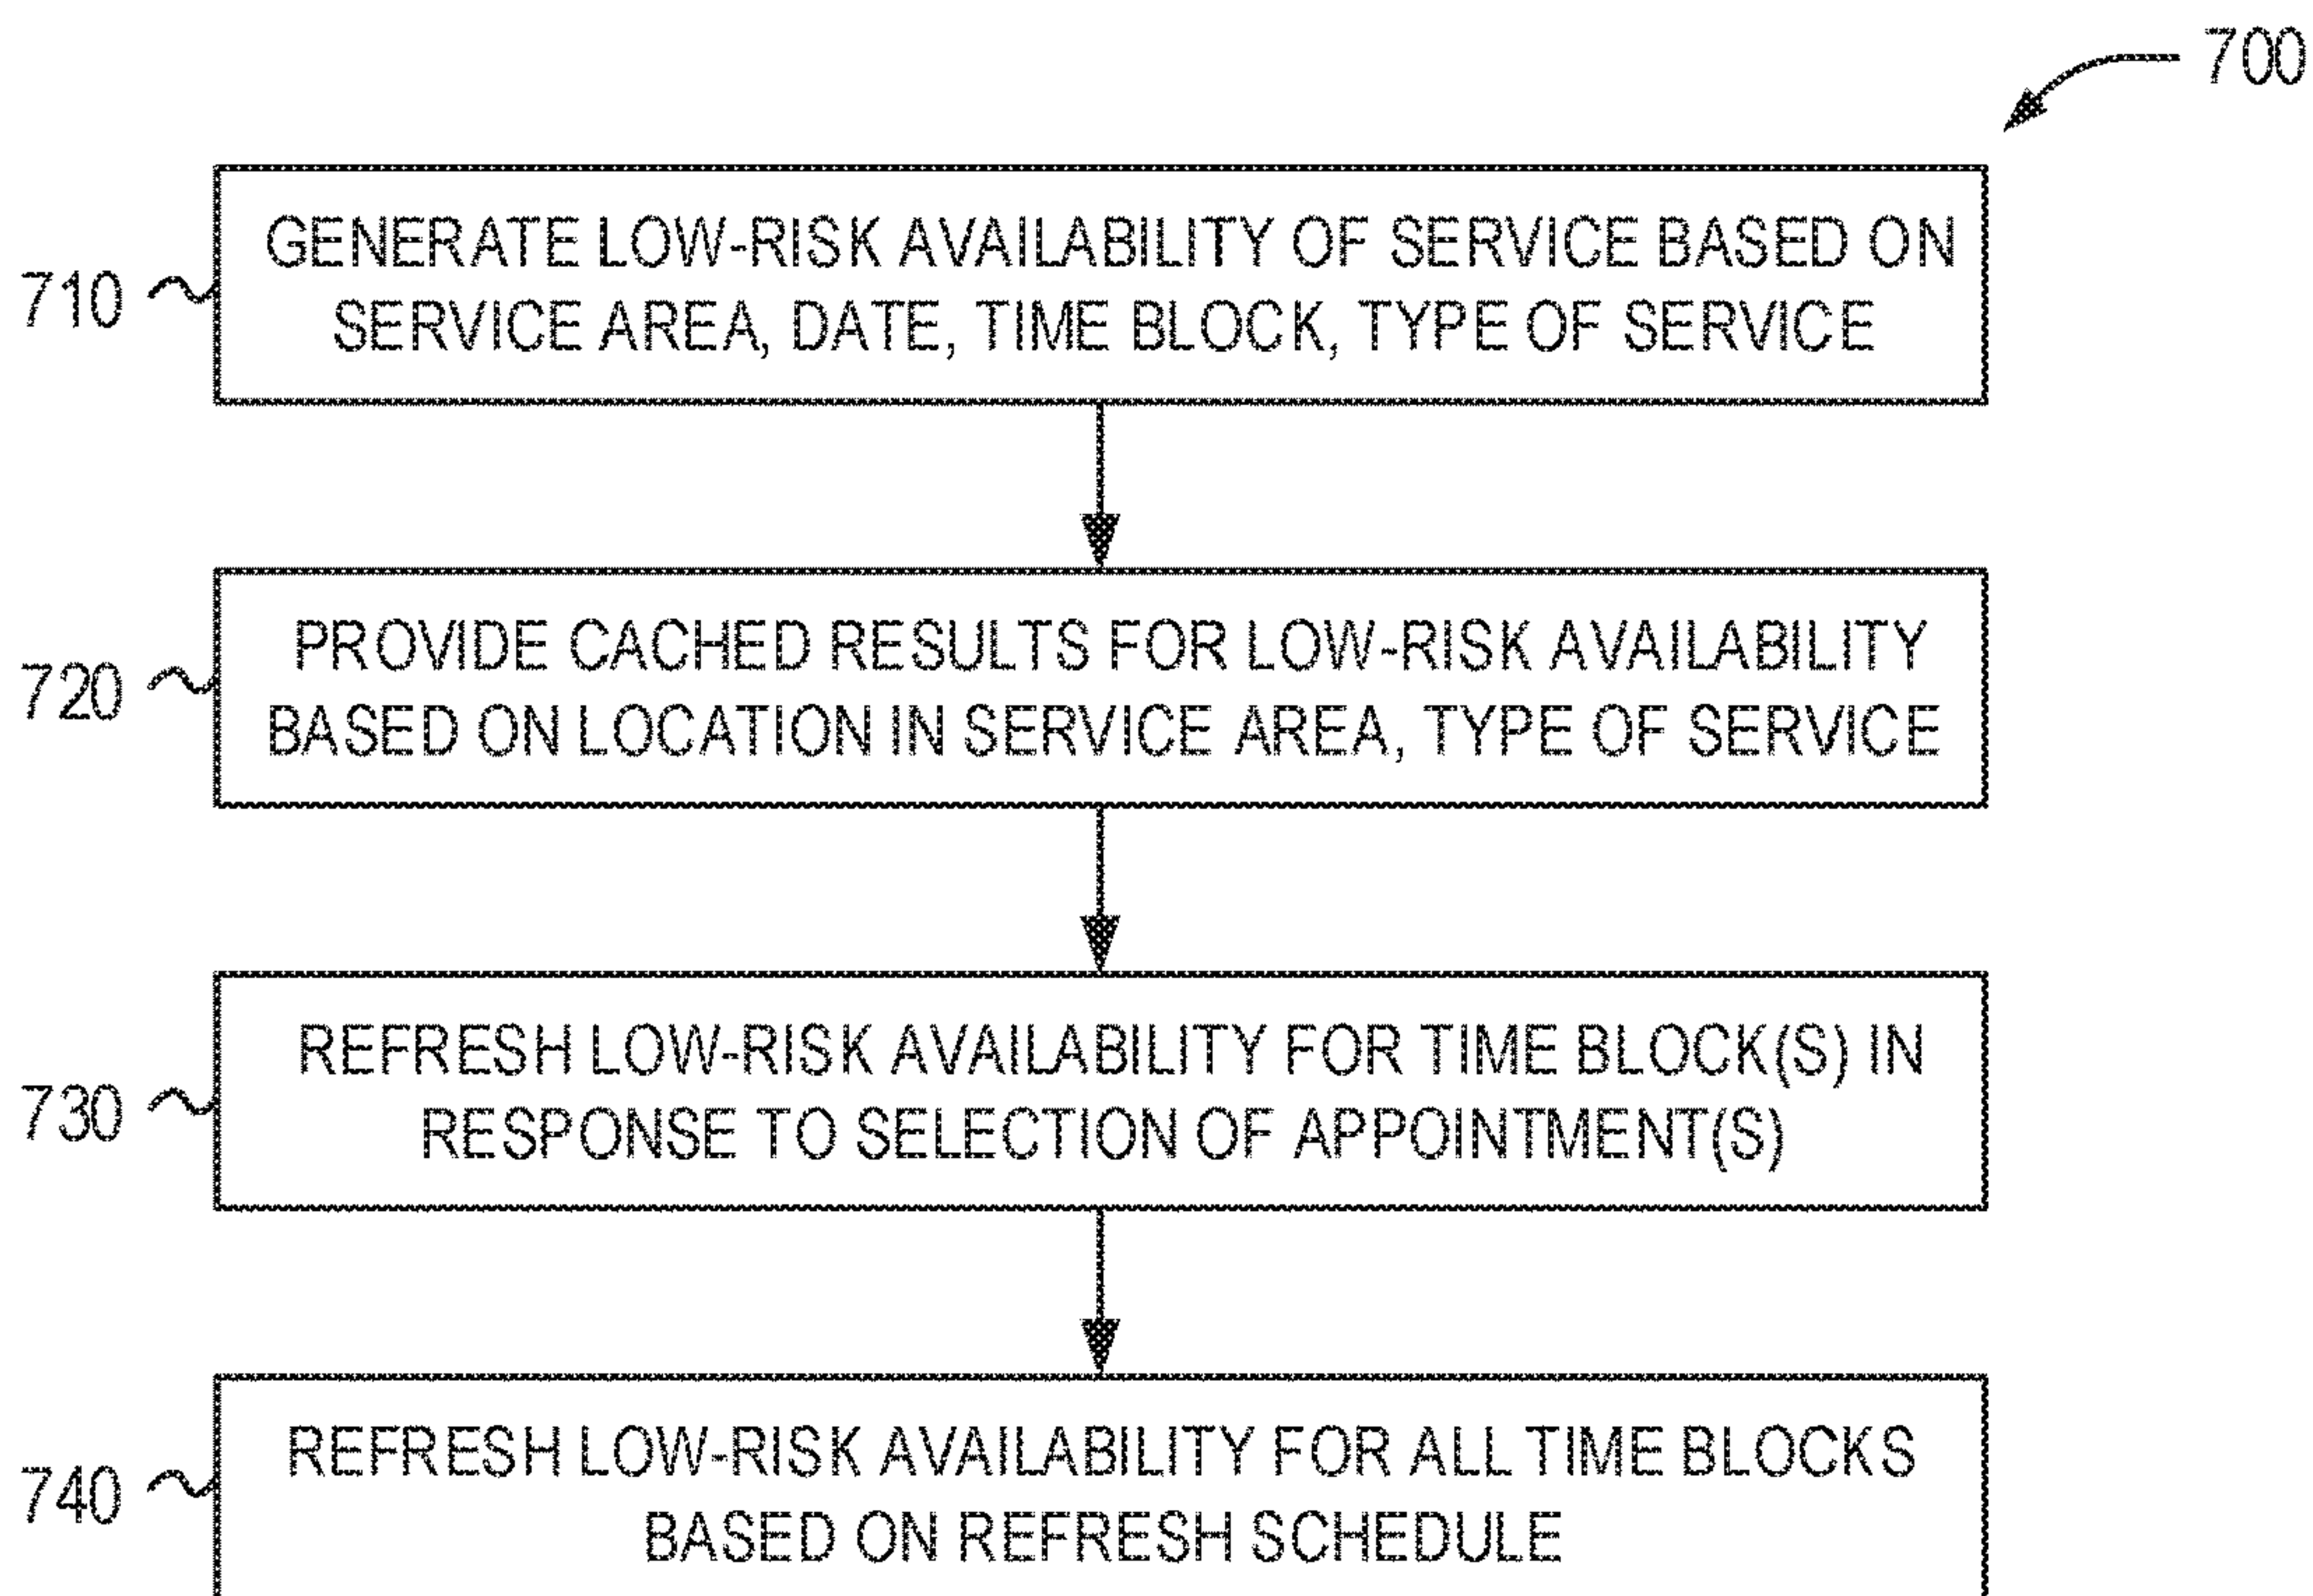 700
710
GENERATE LOW-RISK AVAILABILITY OF SERVICE BASED ON
SERVICE AREA, DATE, TIME BLOCK, TYPE OF SERVICE
720
PROVIDE CACHED RESULTS FOR LOW-RISK AVAILABILITY
BASED ON LOCATION IN SERVICE AREA, TYPE OF SERVICE
730
REFRESH LOW-RISK AVAILABILITY FOR TIME BLOCK(S) IN
RESPONSE TO SELECTION OF APPOINTMENT(S)
740
REFRESH LOW-RISK AVAILABILITY FOR ALL TIME BLOCKS
BASED ON REFRESH SCHEDULE